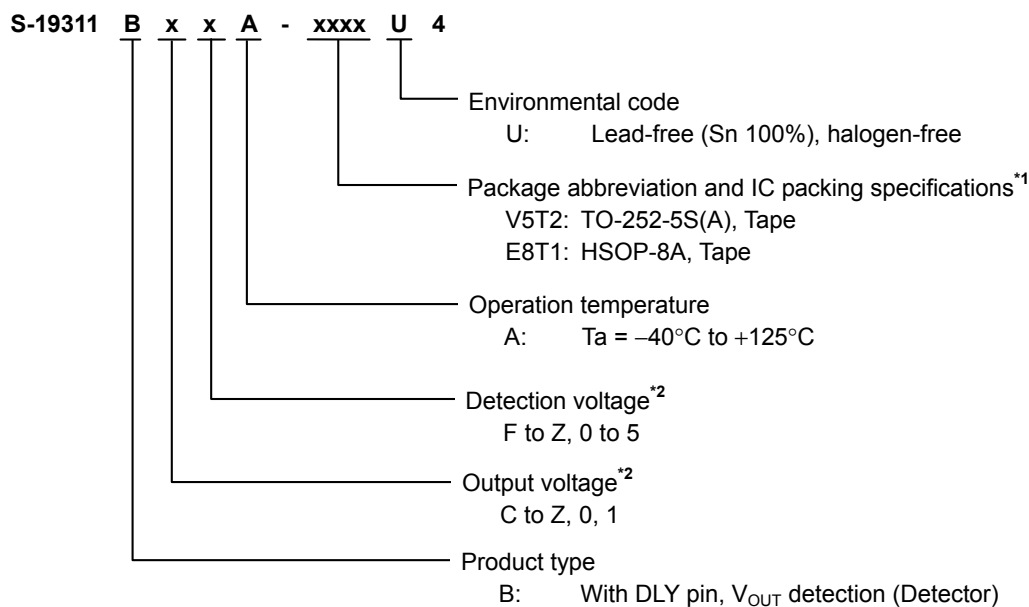 S-19311 B x x A - xxxx U 4
Environmental code
U: Lead-free (Sn 100%), halogen-free
Package abbreviation and IC packing specifications*1
V5T2: TO-252-5S(A), Tape
E8T1: HSOP-8A, Tape
Operation temperature
A: Ta = −40°C to +125°C
Detection voltage*2
F to Z, 0 to 5
Output voltage*2
C to Z, 0, 1
Product type
B: With DLY pin, VOUT detection (Detector)